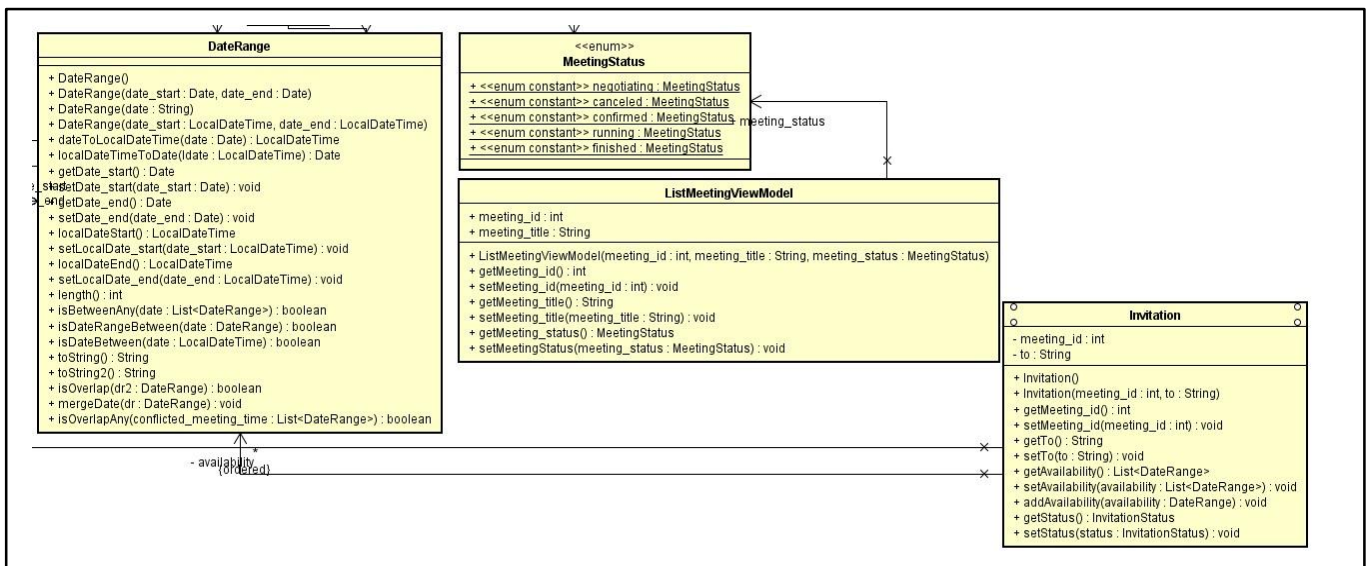 DateRange
+ DateRange()
+ DateRange(date_start : Date, date_end : Date)
+ DateRange(date : String)
+ DateRange(date_start : LocalDateTime, date_end : LocalDateTime)
+ dateToLocalDateTime(date : Date) : LocalDateTime
+ localDateTimeToDate(ldate : LocalDateTime) : Date
+ getDate_start() : Date
+ setDate_start(date_start : Date) : void
+ getDate_end() : Date
+ setDate_end(date_end : Date) : void
+ localDateStart() : LocalDateTime
+ setLocalDate_start(date_start : LocalDateTime) : void
+ localDateEnd() : LocalDateTime
+ setLocalDate_end(date_end : LocalDateTime) : void
+ length() : int
+ isBetweenAny(date : List<DateRange>) : boolean
+ isDateRangeBetween(date : DateRange) : boolean
+ isDateBetween(date : LocalDateTime) : boolean
+ toString() : String
+ toString2() : String
+ isOverlap(dr2 : DateRange) : boolean
+ mergeDate(dr : DateRange) : void
+ isOverlapAny(conflicted_meeting_time : List<DateRange>) : boolean
*
- availability
{ordered}
<<enum>>
MeetingStatus
+ <<enum constant>> negotiating : MeetingStatus
+ <<enum constant>> canceled : MeetingStatus
+ <<enum constant>> confirmed : MeetingStatus
+ <<enum constant>> running : MeetingStatus
+ <<enum constant>> finished : MeetingStatus
+ meeting_status
ListMeetingViewModel
+ meeting_id : int
+ meeting_title : String
+ ListMeetingViewModel(meeting_id : int, meeting_title : String, meeting_status : MeetingStatus)
+ getMeeting_id() : int
+ setMeeting_id(meeting_id : int) : void
+ getMeeting_title() : String
+ setMeeting_title(meeting_title : String) : void
+ getMeeting_status() : MeetingStatus
+ setMeetingStatus(meeting_status : MeetingStatus) : void
Invitation
- meeting_id : int
- to : String
+ Invitation()
+ Invitation(meeting_id : int, to : String)
+ getMeeting_id() : int
+ setMeeting_id(meeting_id : int) : void
+ getTo() : String
+ setTo(to : String) : void
+ getAvailability() : List<DateRange>
+ setAvailability(availability : List<DateRange>) : void
+ addAvailability(availability : DateRange) : void
+ getStatus() : InvitationStatus
+ setStatus(status : InvitationStatus) : void